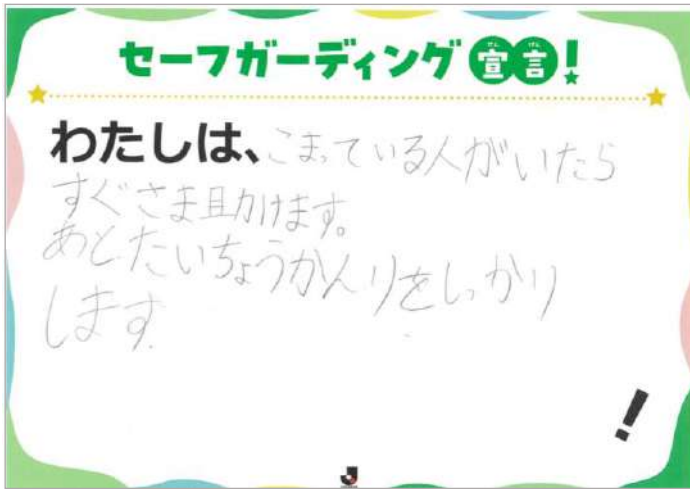 セーフガーディング宣言!
わたしは、こまっている人がいたら
すぐさま助けます。
あとたいちょうかんりをしっかり
します
!